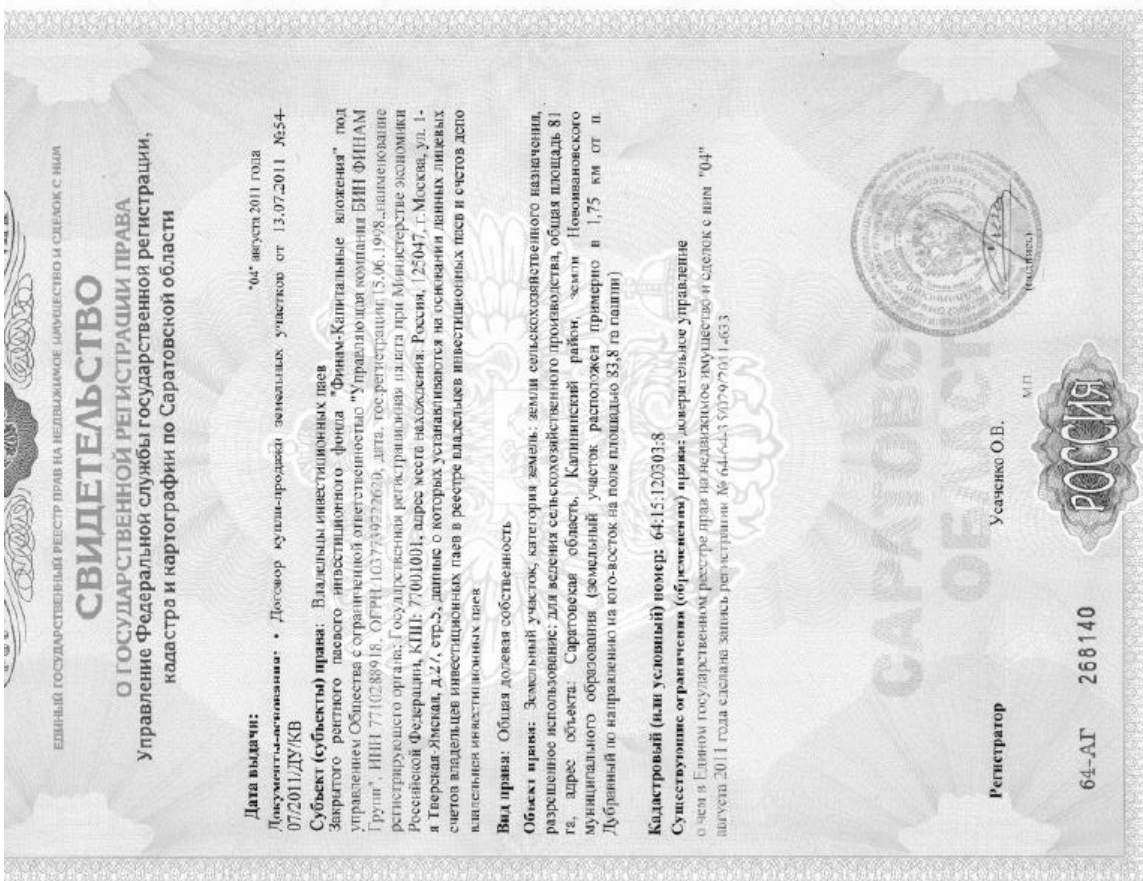 ЕДИНЫЙ ГОСУДАРСТВЕННЫЙ РЕЕСТР ПРАВ НА НЕДВИЖИМОЕ ИМУЩЕСТВО И СДЕЛОК С НИМ
СВИДЕТЕЛЬСТВО
О ГОСУДАРСТВЕННОЙ РЕГИСТРАЦИИ ПРАВА
Управление Федеральной службы государственной регистрации,
кадастра и картографии по Саратовской области
Дата выдачи: "04" августа 2011 года
Документы-основания: • Договор купли-продажи земельных участков от 13.07.2011 №54-
07/2011/ДУ/КВ
Субъект (субъекты) права: Владельцы инвестиционных паев
Закрытого рентного паевого инвестиционного фонда "Финам-Капитальные вложения" под
управлением Общества с ограниченной ответственностью "Управляющая компания БИН ФИНАМ
Групп", ИНН 7710288918, ОГРН 1037739722620, дата гос.регистрации: 15.06.1998, наименование
регистрирующего органа: Государственная регистрационная палата при Министерстве экономики
Российской Федерации, КПП: 771001001, адрес места нахождения: Россия, 125047, г.Москва, ул. 1-
я Тверская-Ямская, д.27, стр.5, данные о которых устанавливаются на основании данных лицевых
счетов владельцев инвестиционных паев в реестре владельцев инвестиционных паев и счетов депо
владельцев инвестиционных паев
Вид права: Общая долевая собственность
Объект права: Земельный участок, категория земель: земли сельскохозяйственного назначения,
разрешенное использование: для ведения сельскохозяйственного производства, общая площадь 81
га, адрес объекта: Саратовская область, Калининский район, земли Новоивановского
муниципального образования (земельный участок расположен примерно в 1,75 км от п.
Дубравный по направлению на юго-восток на поле площадью 83,8 га пашни)
Кадастровый (или условный) номер: 64:15:120303:8
Существующие ограничения (обременения) права: доверительное управление
о чем в Едином государственном реестре прав на недвижимое имущество и сделок с ним "04"
августа 2011 года сделана запись регистрации №
САРАТОВСКАЯ
ОБЛАСТЬ
Регистратор Усаченко О.В.
М.П. (подпись)
64-АГ 268140
РОССИЯ